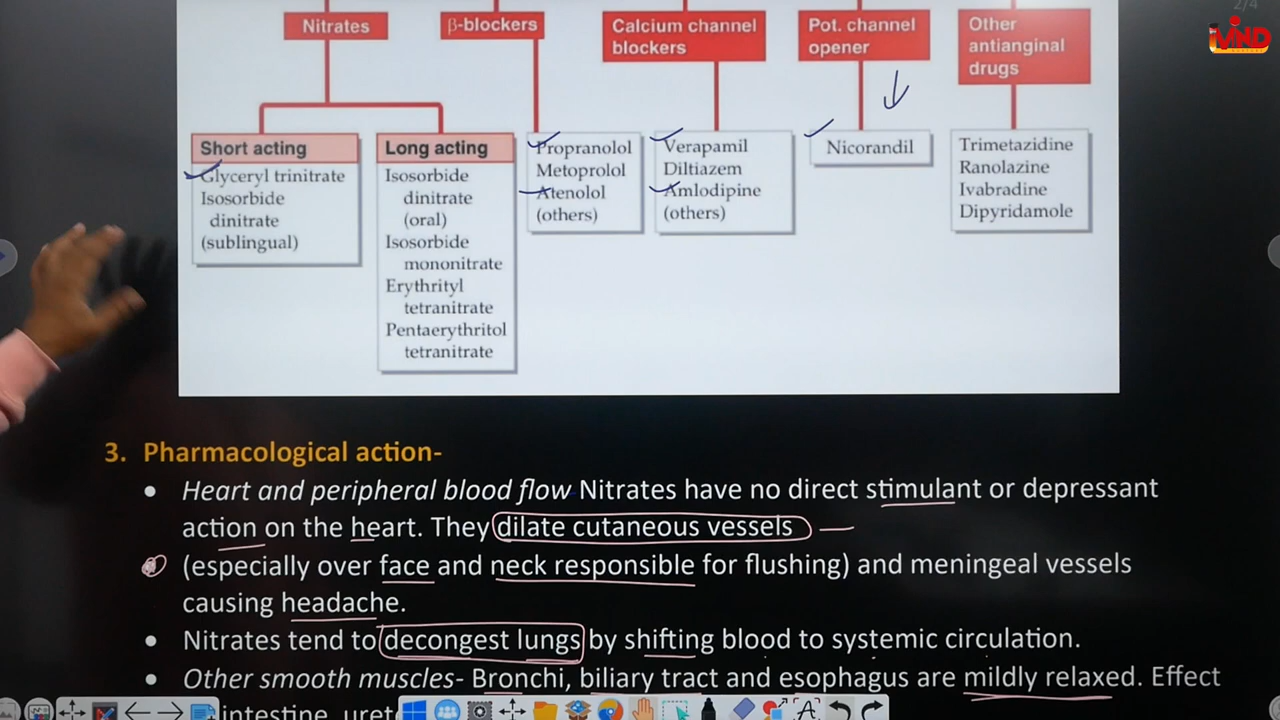 2/4
iMIND
Nitrates
β-blockers
Calcium channel
blockers
Pot. channel
opener
Other
antianginal
drugs
Short acting
Glyceryl trinitrate
Isosorbide
dinitrate
(sublingual)
Long acting
Isosorbide
dinitrate
(oral)
Isosorbide
mononitrate
Erythrityl
tetranitrate
Pentaerythritol
tetranitrate
Propranolol
Metoprolol
Atenolol
(others)
Verapamil
Diltiazem
Amlodipine
(others)
Nicorandil
Trimetazidine
Ranolazine
Ivabradine
Dipyridamole
3. Pharmacological action-
• Heart and peripheral blood flow Nitrates have no direct stimulant or depressant
action on the heart. They dilate cutaneous vessels
(especially over face and neck responsible for flushing) and meningeal vessels
causing headache.
• Nitrates tend to decongest lungs by shifting blood to systemic circulation.
• Other smooth muscles- Bronchi, biliary tract and esophagus are mildly relaxed. Effect
intestine,